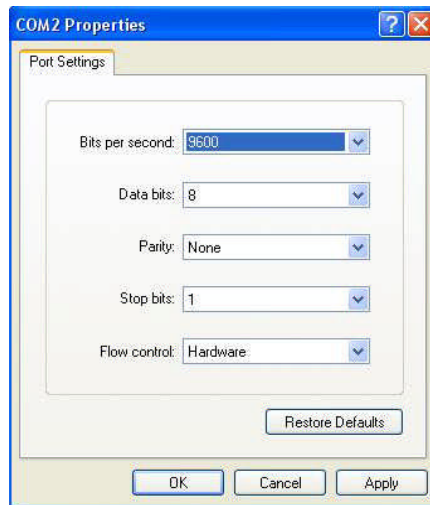 COM2 Properties
Port Settings
Bits per second: 9600
Data bits: 8
Parity: None
Stop bits: 1
Flow control: Hardware
Restore Defaults
OK Cancel Apply